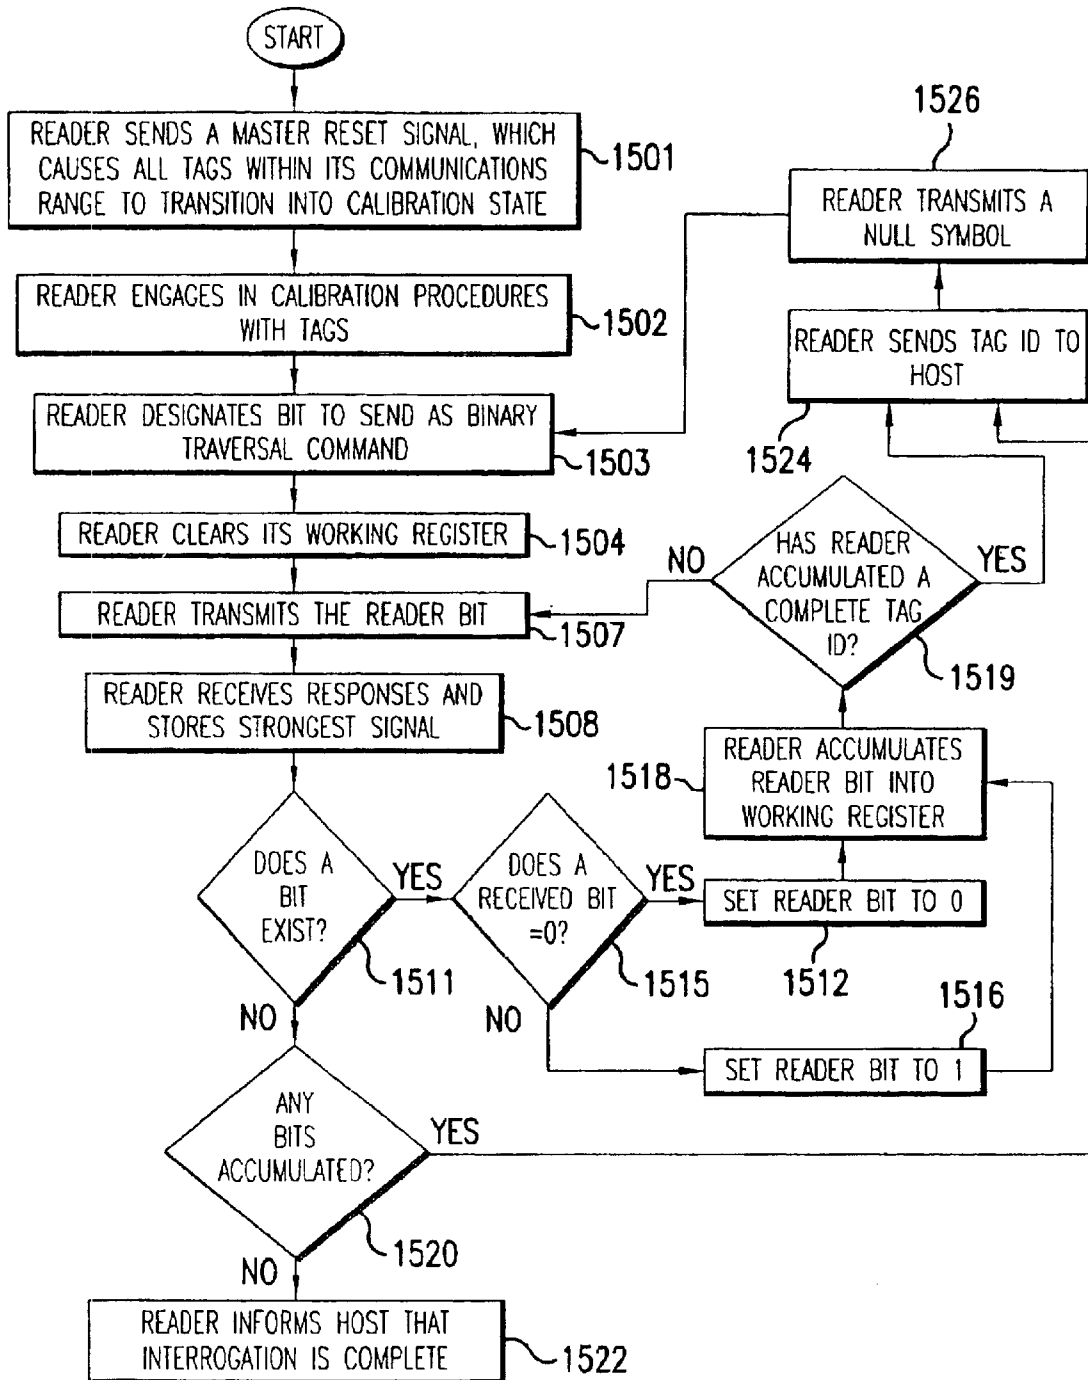 START
READER SENDS A MASTER RESET SIGNAL, WHICH
CAUSES ALL TAGS WITHIN ITS COMMUNICATIONS
RANGE TO TRANSITION INTO CALIBRATION STATE
1501
READER ENGAGES IN CALIBRATION PROCEDURES
WITH TAGS
1502
READER DESIGNATES BIT TO SEND AS BINARY
TRAVERSAL COMMAND
1503
READER CLEARS ITS WORKING REGISTER
1504
READER TRANSMITS THE READER BIT
1507
READER RECEIVES RESPONSES AND
STORES STRONGEST SIGNAL
1508
DOES A
BIT
EXIST?
1511
YES
NO
DOES A
RECEIVED BIT
=0?
1515
YES
NO
SET READER BIT TO 0
1512
SET READER BIT TO 1
1516
1518
READER ACCUMULATES
READER BIT INTO
WORKING REGISTER
HAS READER
ACCUMULATED A
COMPLETE TAG
ID?
1519
NO
YES
READER SENDS TAG ID TO
HOST
1524
1526
READER TRANSMITS A
NULL SYMBOL
ANY
BITS
ACCUMULATED?
1520
YES
NO
READER INFORMS HOST THAT
INTERROGATION IS COMPLETE
1522